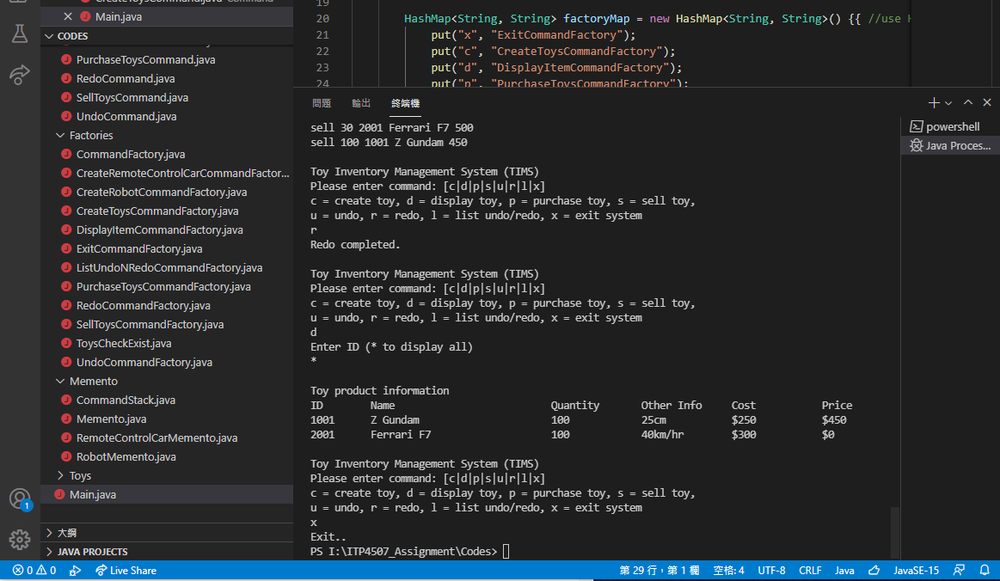 CreateToysCommand.java Command
Main.java
CODES
PurchaseToysCommand.java
RedoCommand.java
SellToysCommand.java
UndoCommand.java
Factories
CommandFactory.java
CreateRemoteControlCarCommandFactor...
CreateRobotCommandFactory.java
CreateToysCommandFactory.java
DisplayItemCommandFactory.java
ExitCommandFactory.java
ListUndoNRedoCommandFactory.java
PurchaseToysCommandFactory.java
RedoCommandFactory.java
SellToysCommandFactory.java
ToysCheckExist.java
UndoCommandFactory.java
Memento
CommandStack.java
Memento.java
RemoteControlCarMemento.java
RobotMemento.java
Toys
Main.java
大綱
JAVA PROJECTS
1
19
20 HashMap<String, String> factoryMap = new HashMap<String, String>() {{ //use H
21 put("x", "ExitCommandFactory");
22 put("c", "CreateToysCommandFactory");
23 put("d", "DisplayItemCommandFactory");
24 put("p", "PurchaseToysCommandFactory");
問題 輸出 終端機
powershell
Java Proces...
sell 30 2001 Ferrari F7 500
sell 100 1001 Z Gundam 450
Toy Inventory Management System (TIMS)
Please enter command: [c|d|p|s|u|r|l|x]
c = create toy, d = display toy, p = purchase toy, s = sell toy,
u = undo, r = redo, l = list undo/redo, x = exit system
r
Redo completed.
Toy Inventory Management System (TIMS)
Please enter command: [c|d|p|s|u|r|l|x]
c = create toy, d = display toy, p = purchase toy, s = sell toy,
u = undo, r = redo, l = list undo/redo, x = exit system
d
Enter ID (* to display all)
*
Toy product information
ID Name Quantity Other Info Cost Price
1001 Z Gundam 100 25cm $250 $450
2001 Ferrari F7 100 40km/hr $300 $0
Toy Inventory Management System (TIMS)
Please enter command: [c|d|p|s|u|r|l|x]
c = create toy, d = display toy, p = purchase toy, s = sell toy,
u = undo, r = redo, l = list undo/redo, x = exit system
x
Exit..
PS I:\ITP4507_Assignment\Codes>
0 0 Live Share 第 29 行，第 1 欄 空格: 4 UTF-8 CRLF Java JavaSE-15